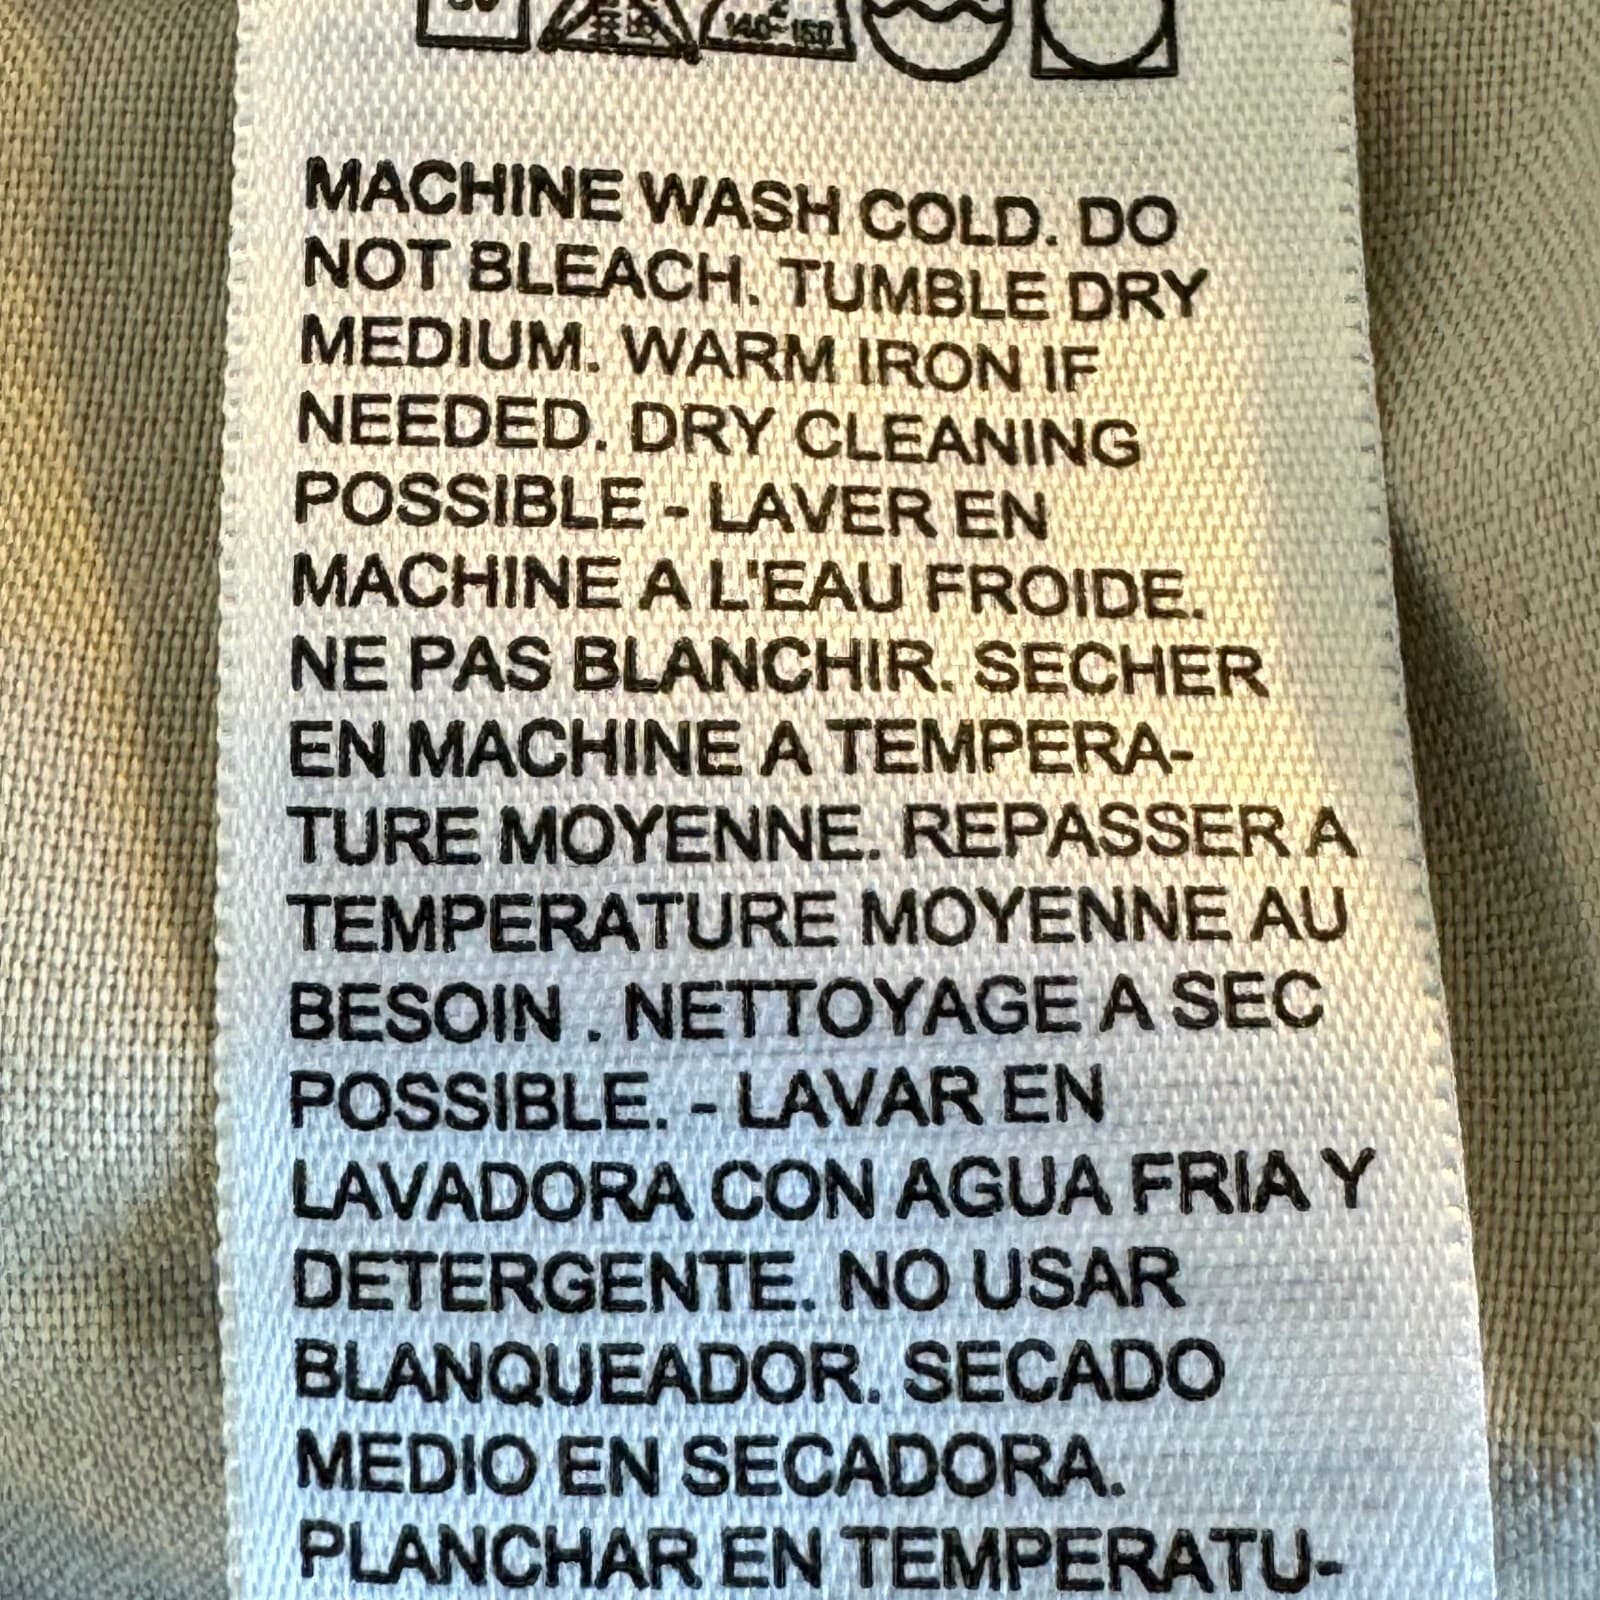 140-150
MACHINE WASH COLD. DO
NOT BLEACH. TUMBLE DRY
MEDIUM. WARM IRON IF
NEEDED. DRY CLEANING
POSSIBLE - LAVER EN
MACHINE A L'EAU FROIDE.
NE PAS BLANCHIR. SECHER
EN MACHINE A TEMPERA-
TURE MOYENNE. REPASSER A
TEMPERATURE MOYENNE AU
BESOIN . NETTOYAGE A SEC
POSSIBLE. - LAVAR EN
LAVADORA CON AGUA FRIA Y
DETERGENTE. NO USAR
BLANQUEADOR. SECADO
MEDIO EN SECADORA.
PLANCHAR EN TEMPERATU-